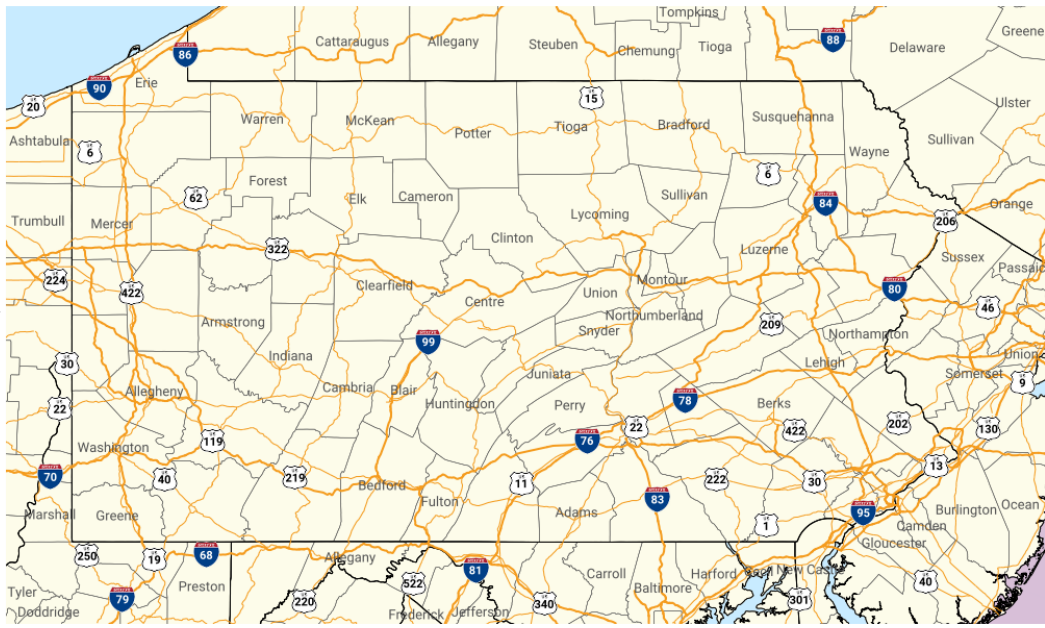 Tompkins
Greene
88
Cattaraugus
Allegany
Steuben
Chemung
Tioga
Delaware
86
Erie
90
20
15
Ulster
Warren
McKean
Potter
Tioga
Bradford
Susquehanna
Ashtabula
6
Sullivan
Wayne
6
Forest
62
Elk
Cameron
Sullivan
84
Orange
Trumbull
Mercer
Lycoming
206
322
Clinton
Luzerne
Sussex
Passaic
224
422
Clearfield
Centre
Union
Montour
80
46
Armstrong
Northumberland
209
Snyder
Northampton
99
Indiana
30
Juniata
Lehigh
Union
Somerset
9
Allegheny
Cambria
Blair
Huntingdon
Perry
78
Berks
22
22
422
202
130
Washington
119
76
13
70
40
219
Bedford
11
222
30
Fulton
83
95
Marshall
Greene
Adams
1
Camden
Burlington
Ocean
Gloucester
250
19
68
Allegany
Carroll
Harford
Cecil
New Castle
40
Tyler
79
Preston
81
522
Baltimore
Doddridge
220
Frederick
Jefferson
340
301